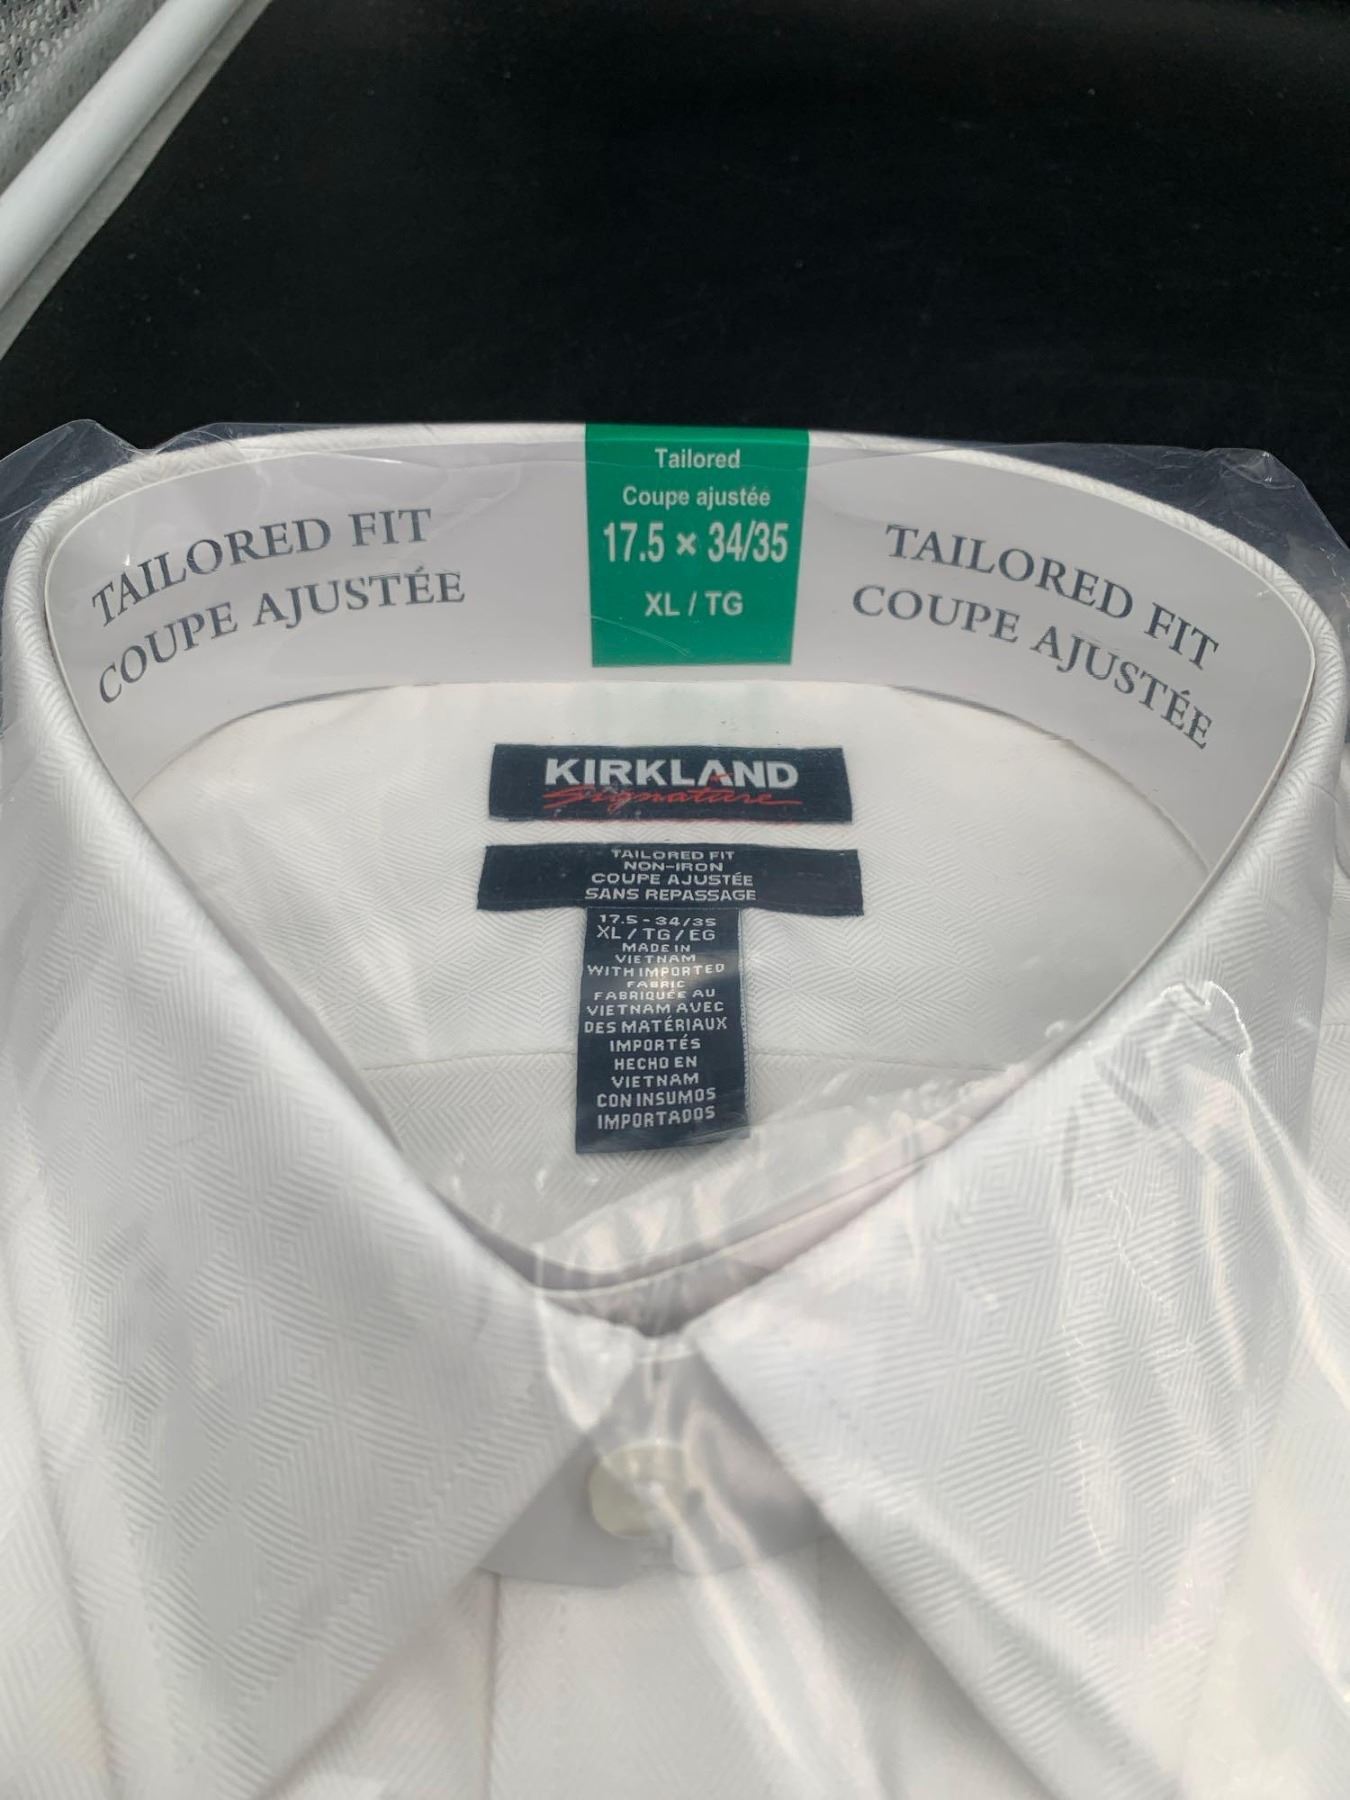 Tailored
Coupe ajustée
17.5 × 34/35
XL / TG
TAILORED FIT
COUPE AJUSTÉE
TAILORED FIT
COUPE AJUSTÉE
KIRKLAND
Signature
TAILORED FIT
NON-IRON
COUPE AJUSTÉE
SANS REPASSAGE
17.5 - 34/35
XL / TG / EG
MADE IN
VIETNAM
WITH IMPORTED
FABRIC
FABRIQUÉE AU
VIETNAM AVEC
DES MATÉRIAUX
IMPORTÉS
HECHO EN
VIETNAM
CON INSUMOS
IMPORTADOS